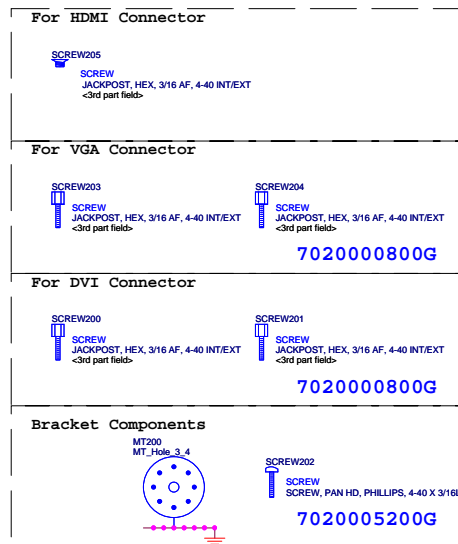 For HDMI Connector
SCREW205
SCREW
JACKPOST, HEX, 3/16 AF, 4-40 INT/EXT
<3rd part field>
For VGA Connector
SCREW203
SCREW
JACKPOST, HEX, 3/16 AF, 4-40 INT/EXT
<3rd part field>
SCREW204
SCREW
JACKPOST, HEX, 3/16 AF, 4-40 INT/EXT
<3rd part field>
7020000800G
For DVI Connector
SCREW200
SCREW
JACKPOST, HEX, 3/16 AF, 4-40 INT/EXT
<3rd part field>
SCREW201
SCREW
JACKPOST, HEX, 3/16 AF, 4-40 INT/EXT
<3rd part field>
7020000800G
Bracket Components
MT200
MT_Hole_3_4
SCREW202
SCREW
SCREW, PAN HD, PHILLIPS, 4-40 X 3/16L
7020005200G